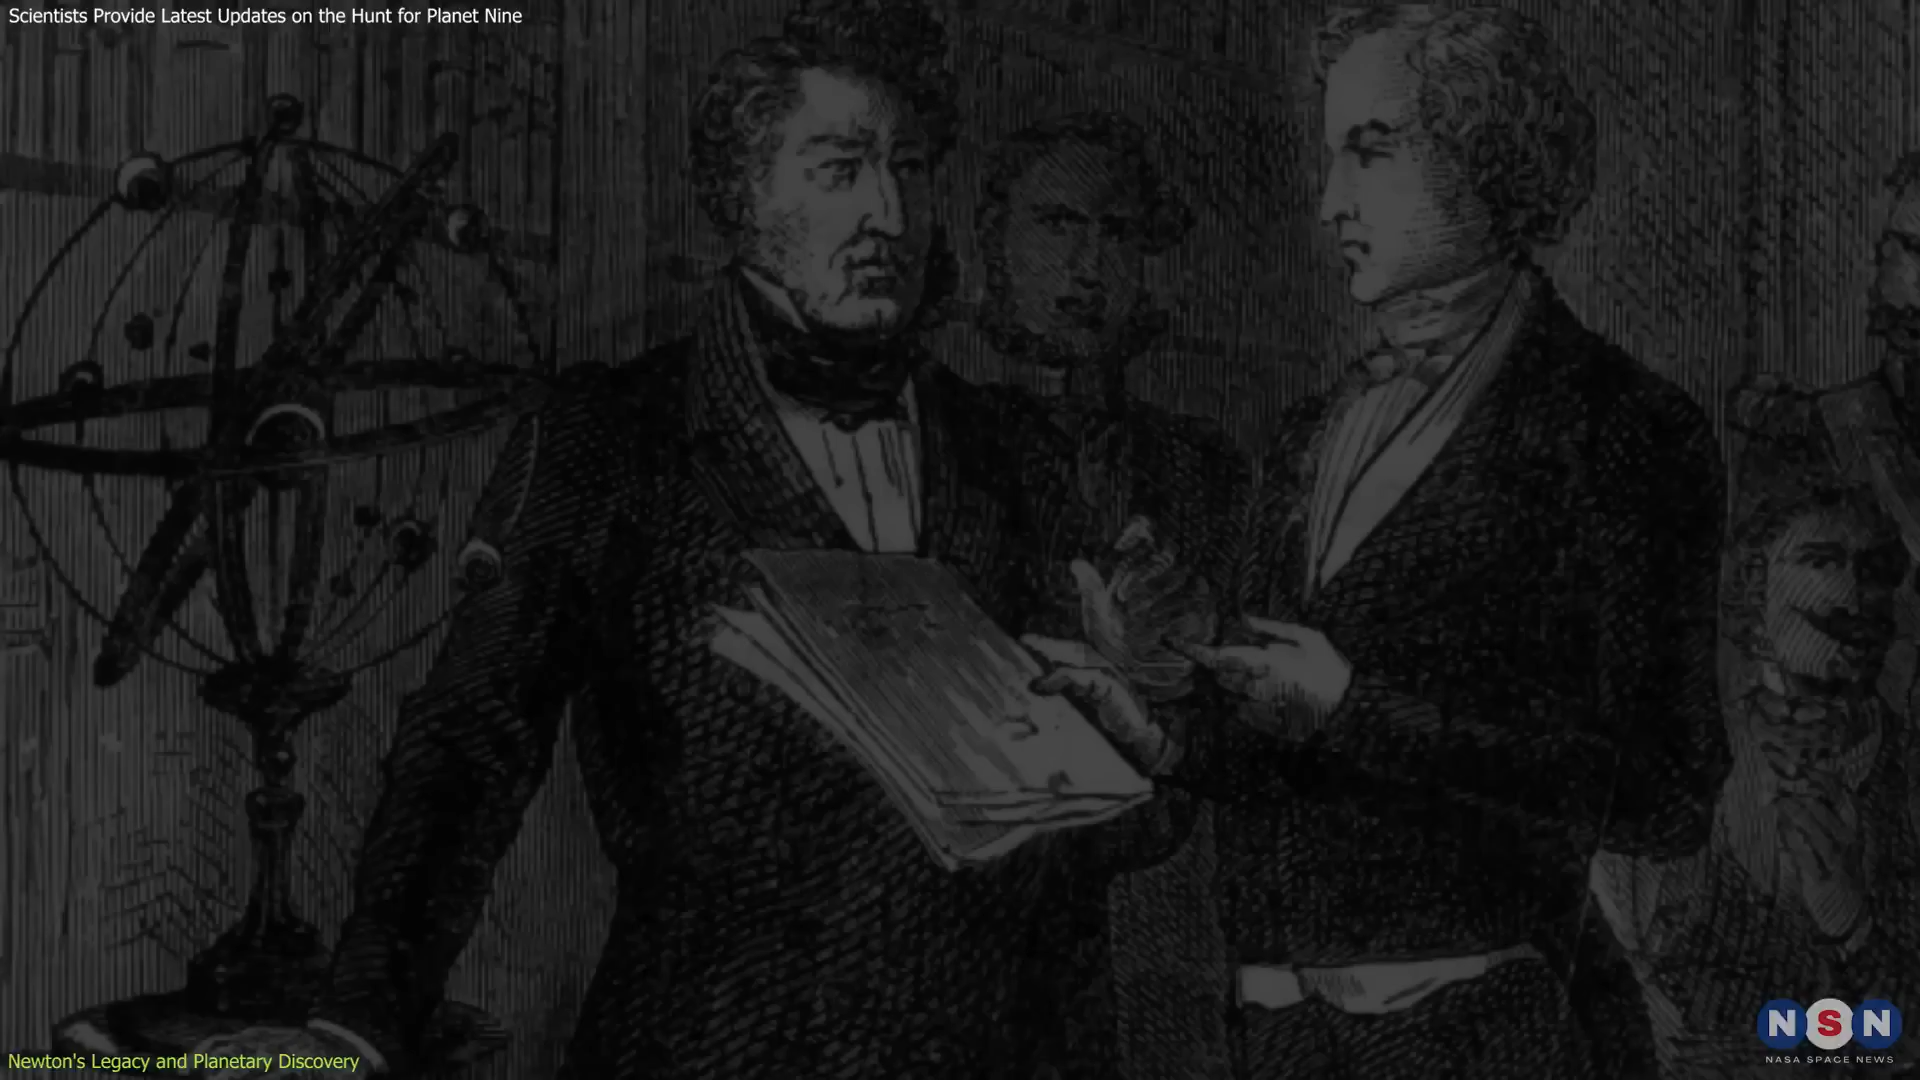 Scientists Provide Latest Updates on the Hunt for Planet Nine
Newton's Legacy and Planetary Discovery
NSN
NASA SPACE NEWS